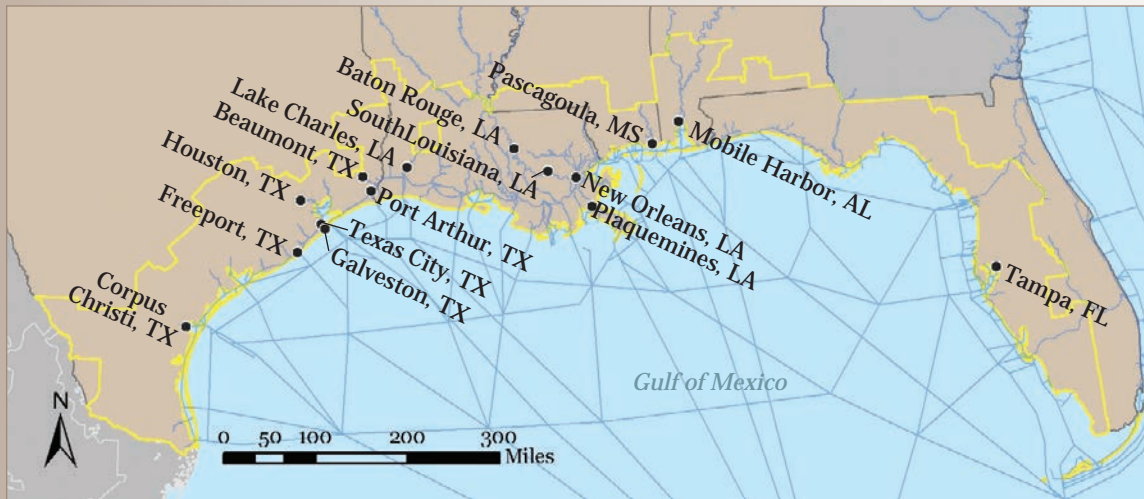 Baton Rouge, LA
Pascagoula, MS
Lake Charles, LA
SouthLouisiana, LA
Beaumont, TX
Houston, TX
Mobile Harbor, AL
New Orleans, LA
Plaquemines, LA
Port Arthur, TX
Freeport, TX
Texas City, TX
Galveston, TX
Tampa, FL
Corpus
Christi, TX
Gulf of Mexico
N
0 50 100 200 300
Miles